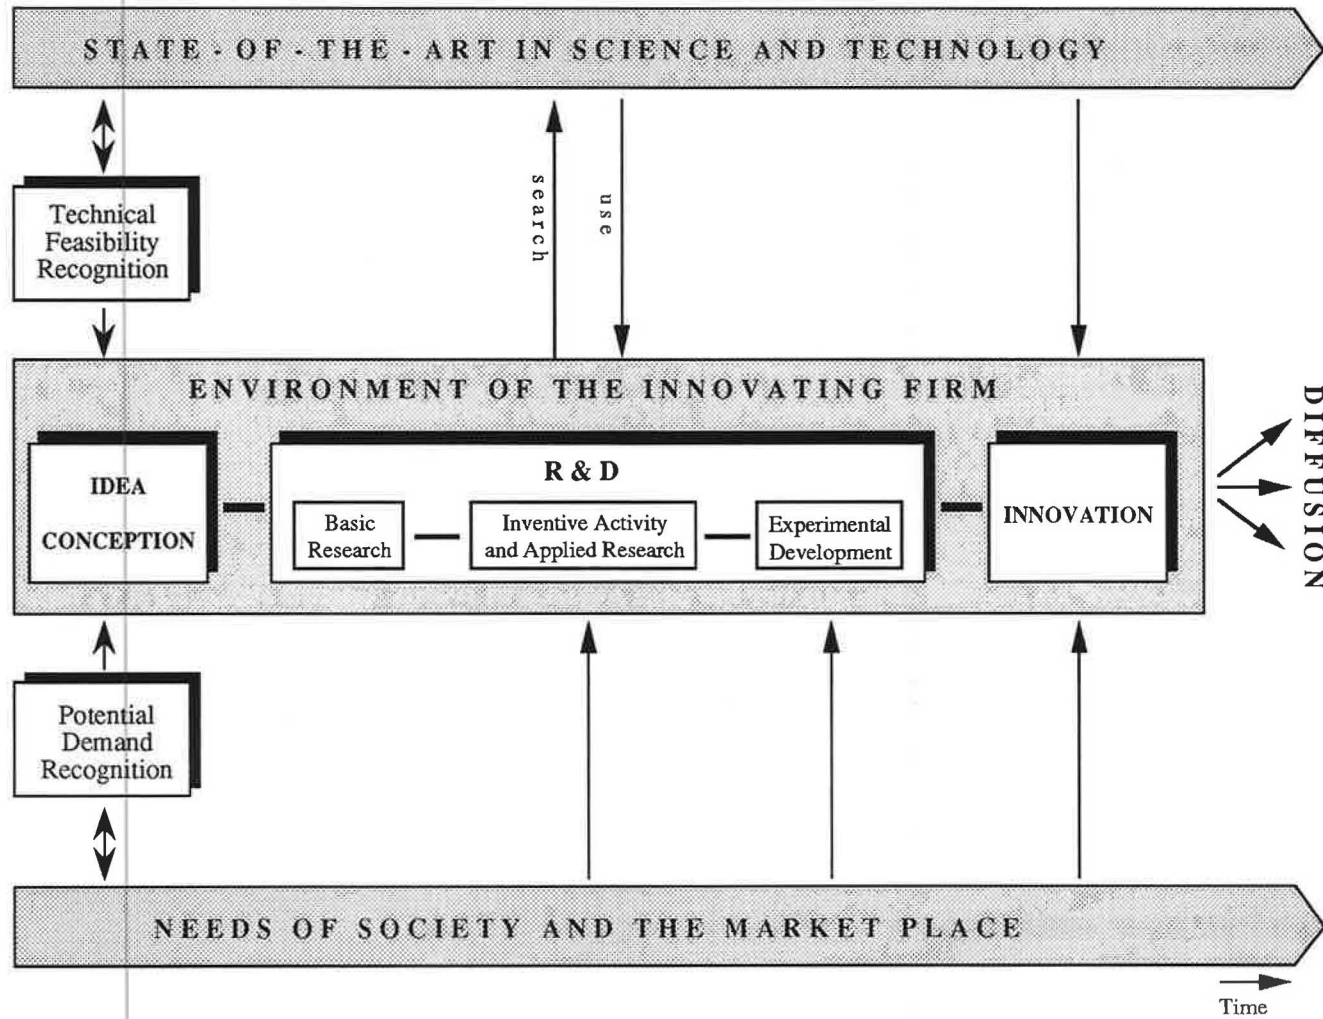 STATE-OF-THE-ART IN SCIENCE AND TECHNOLOGY
search
use
Technical
Feasibility
Recognition
ENVIRONMENT OF THE INNOVATING FIRM
IDEA
CONCEPTION
R & D
Basic
Research
Inventive Activity
and Applied Research
Experimental
Development
INNOVATION
DIFFUSION
Potential
Demand
Recognition
NEEDS OF SOCIETY AND THE MARKET PLACE
Time